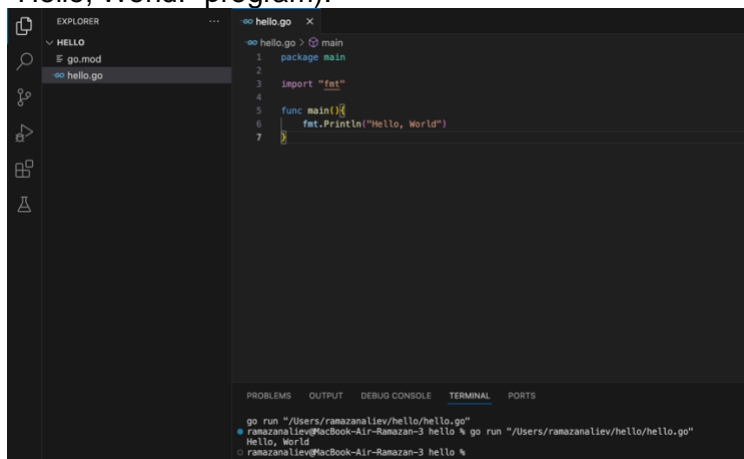 "Hello, World!" program).
EXPLORER ...
HELLO
go.mod
hello.go
hello.go ×
hello.go > main
1 package main
2
3 import "fmt"
4
5 func main(){
6 fmt.Println("Hello, World")
7 }
PROBLEMS OUTPUT DEBUG CONSOLE TERMINAL PORTS
go run "/Users/ramazanaliev/hello/hello.go"
ramazanaliev@MacBook-Air-Ramazan-3 hello % go run "/Users/ramazanaliev/hello/hello.go"
Hello, World
ramazanaliev@MacBook-Air-Ramazan-3 hello %